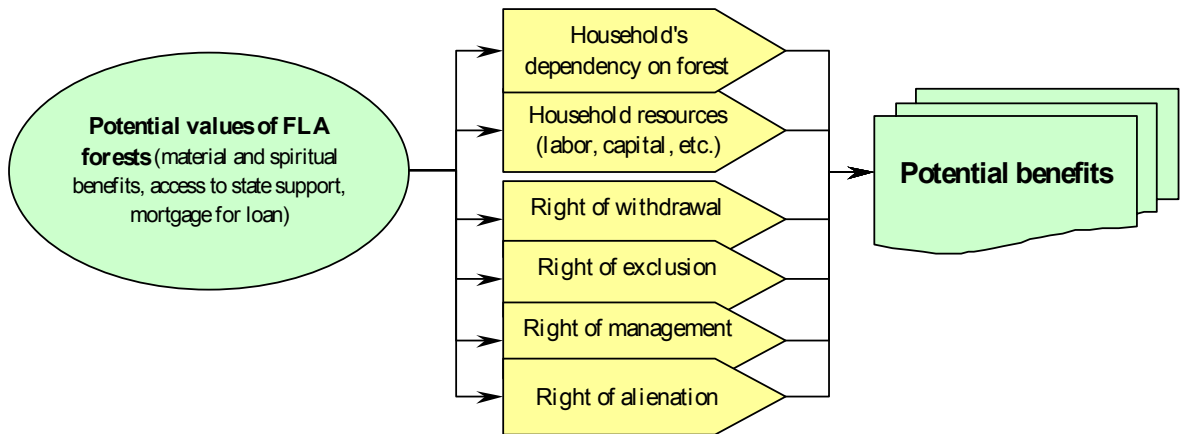 Potential values of FLA
forests (material and spiritual
benefits, access to state support,
mortgage for loan)
Household's
dependency on forest
Household resources
(labor, capital, etc.)
Right of withdrawal
Right of exclusion
Right of management
Right of alienation
Potential benefits